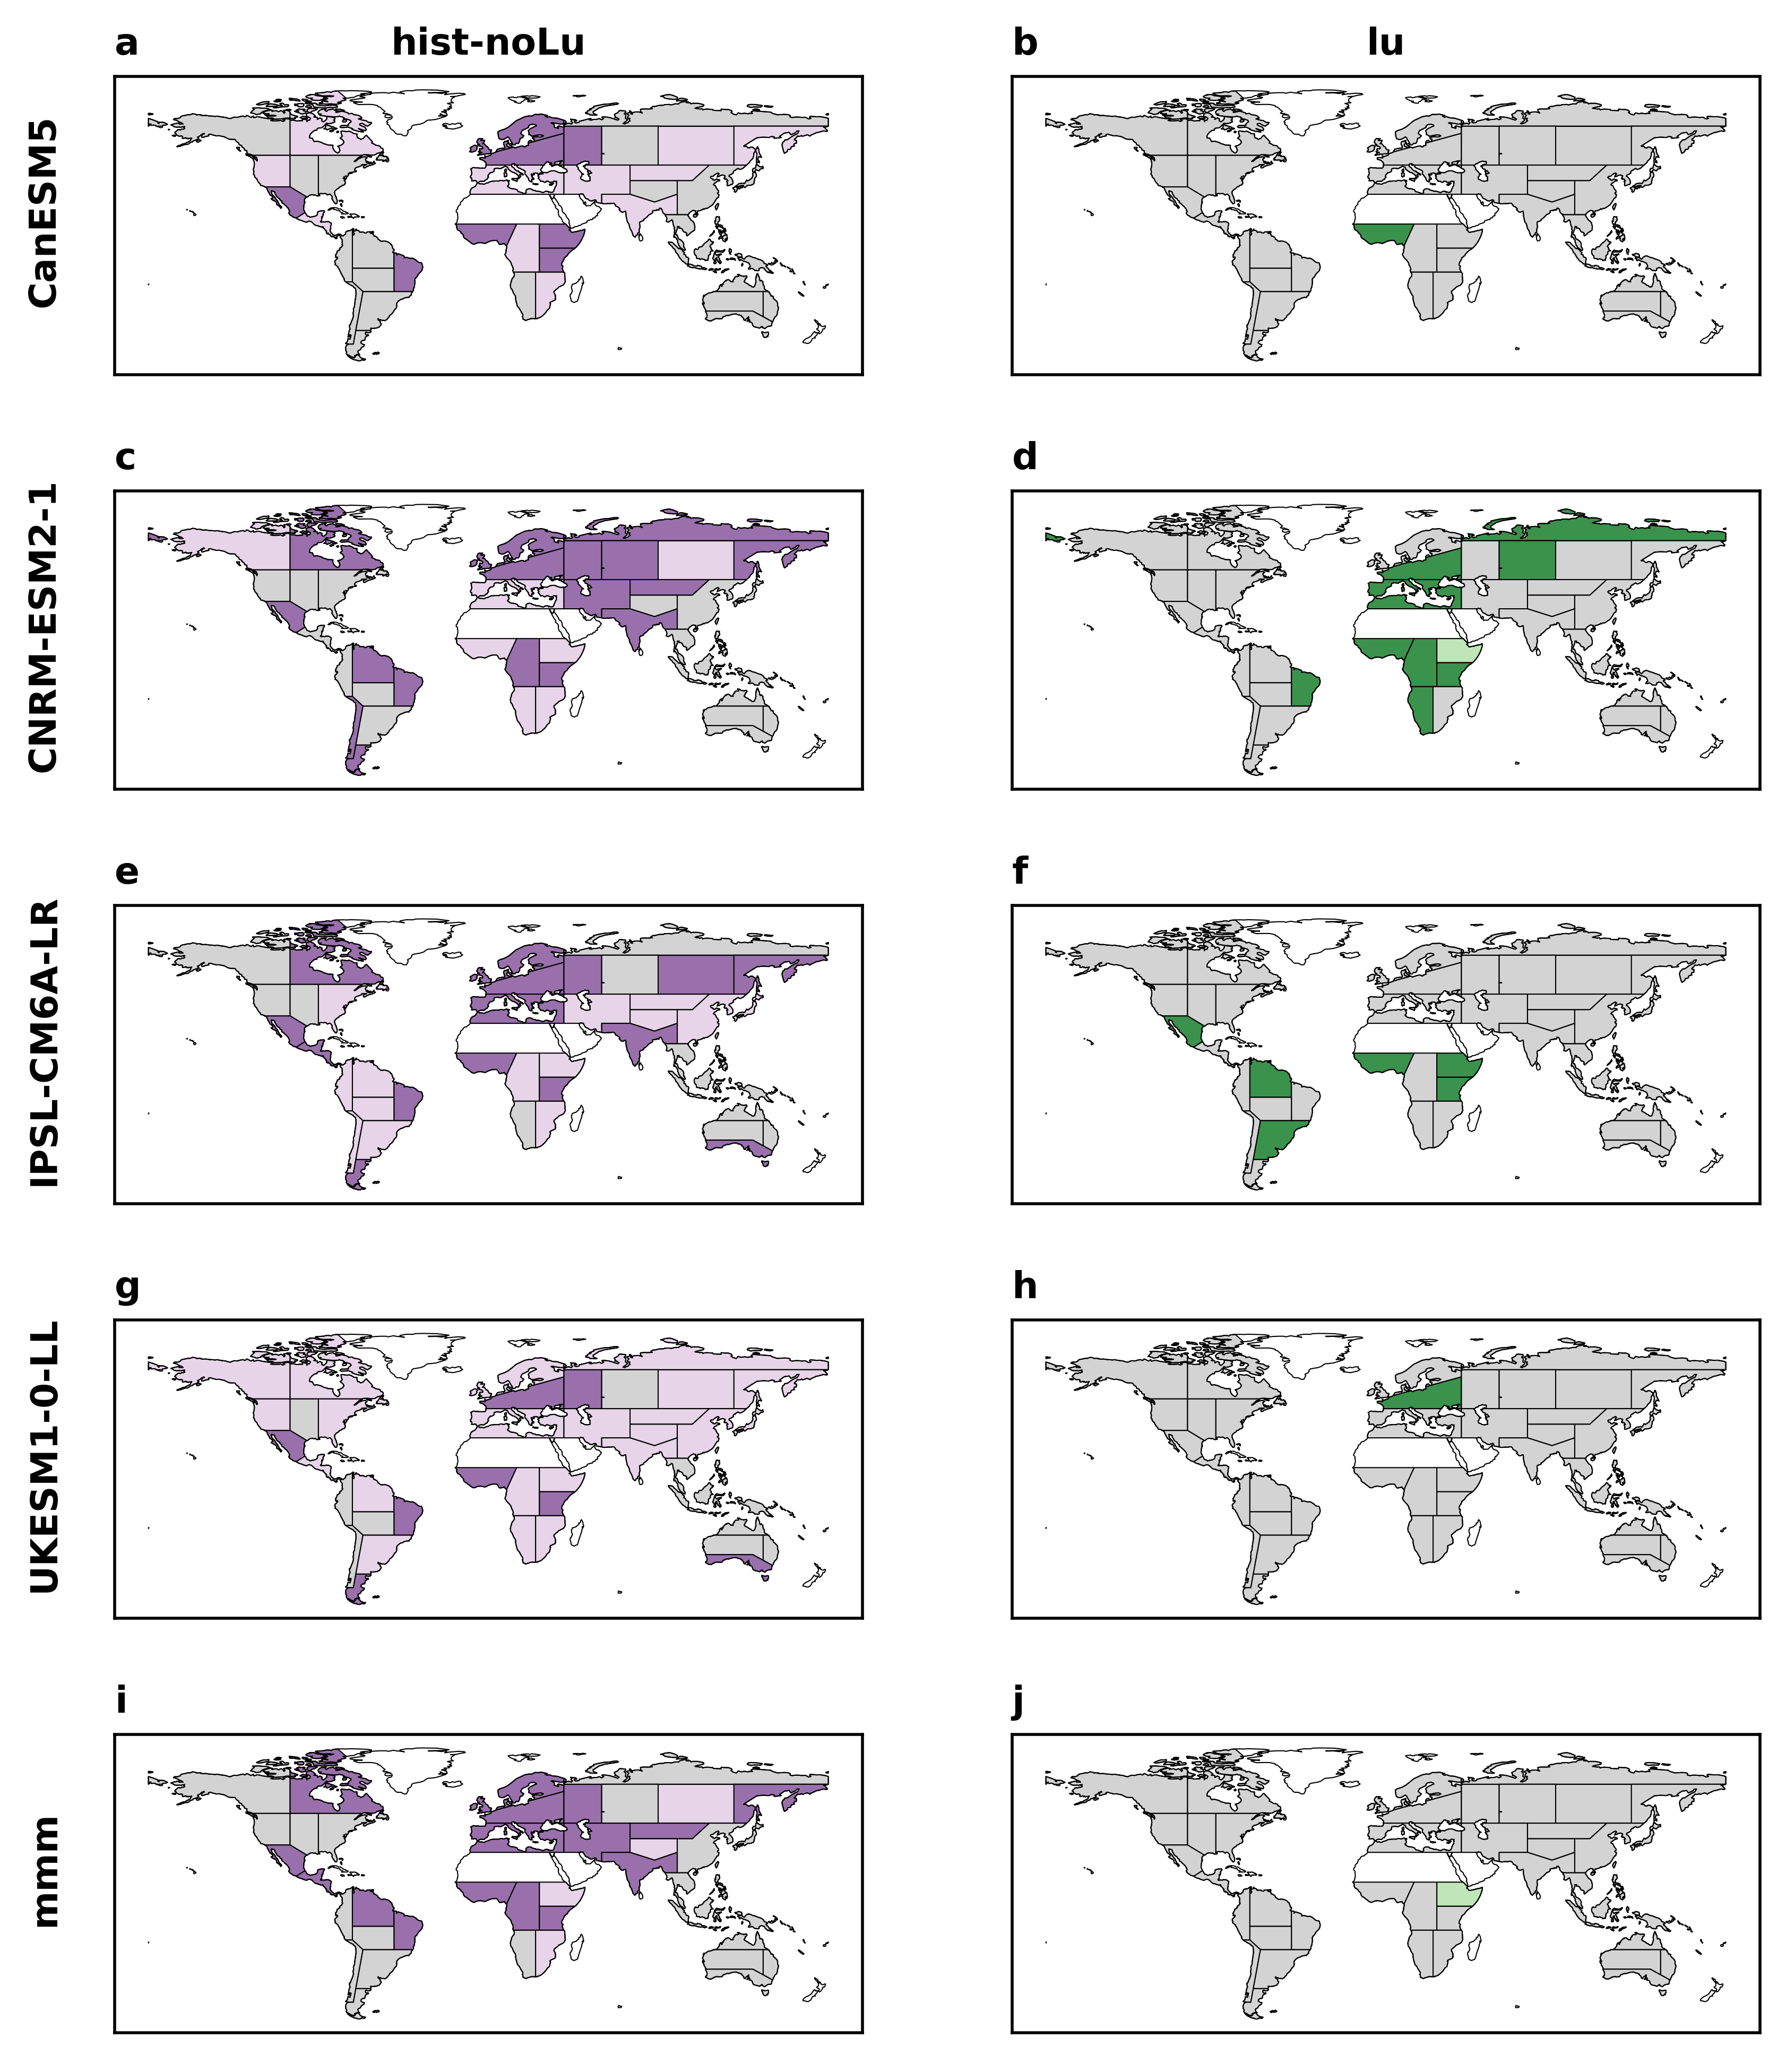 a hist-noLu
b lu
CanESM5
c
d
CNRM-ESM2-1
e
f
IPSL-CM6A-LR
g
h
UKESM1-0-LL
i
j
mmm